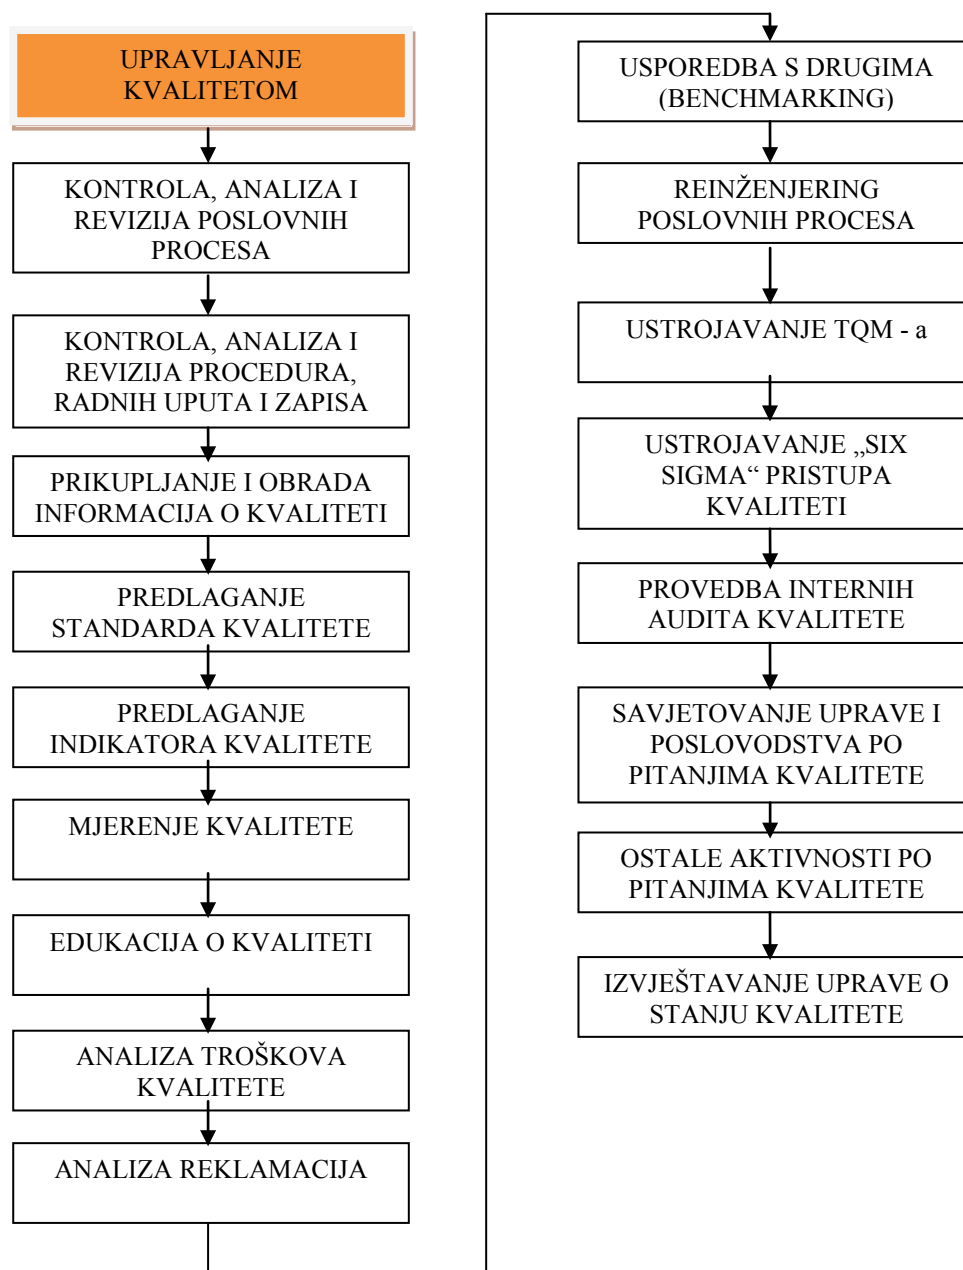 UPRAVLJANJE
KVALITETOM
KONTROLA, ANALIZA I
REVIZIJA POSLOVNIH
PROCESA
KONTROLA, ANALIZA I
REVIZIJA PROCEDURA,
RADNIH UPUTA I ZAPISA
PRIKUPLJANJE I OBRADA
INFORMACIJA O KVALITETI
PREDLAGANJE
STANDARDA KVALITETE
PREDLAGANJE
INDIKATORA KVALITETE
MJERENJE KVALITETE
EDUKACIJA O KVALITETI
ANALIZA TROŠKOVA
KVALITETE
ANALIZA REKLAMACIJA
USPOREDBA S DRUGIMA
(BENCHMARKING)
REINŽENJERING
POSLOVNIH PROCESA
USTROJAVANJE TQM - a
USTROJAVANJE „SIX
SIGMA“ PRISTUPA
KVALITETI
PROVEDBA INTERNIH
AUDITA KVALITETE
SAVJETOVANJE UPRAVE I
POSLOVODSTVA PO
PITANJIMA KVALITETE
OSTALE AKTIVNOSTI PO
PITANJIMA KVALITETE
IZVJEŠTAVANJE UPRAVE O
STANJU KVALITETE